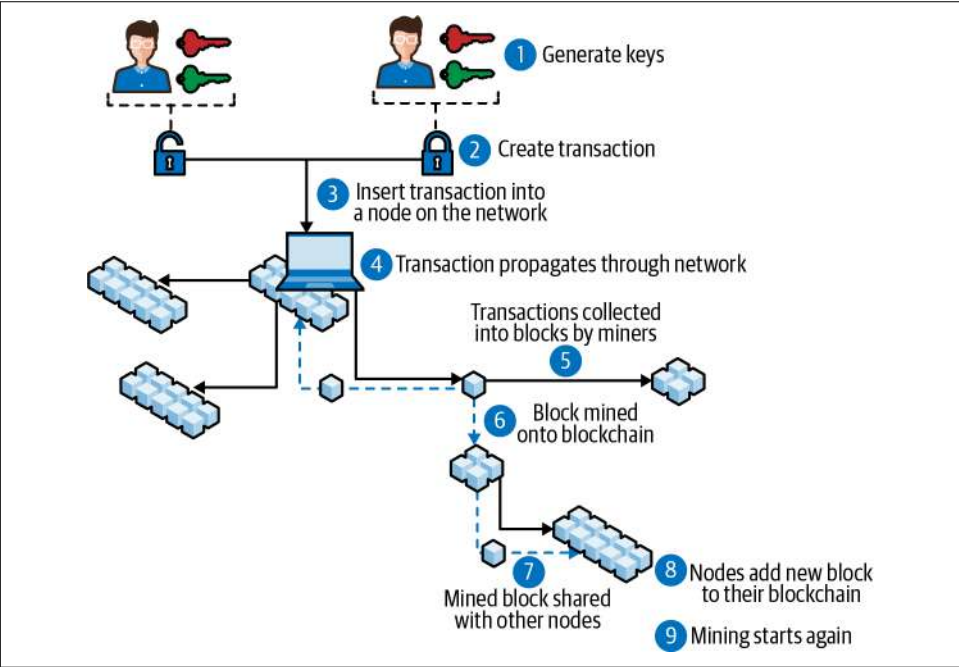 1 Generate keys
2 Create transaction
3 Insert transaction into
a node on the network
4 Transaction propagates through network
Transactions collected
into blocks by miners
5
6 Block mined
onto blockchain
7
Mined block shared
with other nodes
8 Nodes add new block
to their blockchain
9 Mining starts again